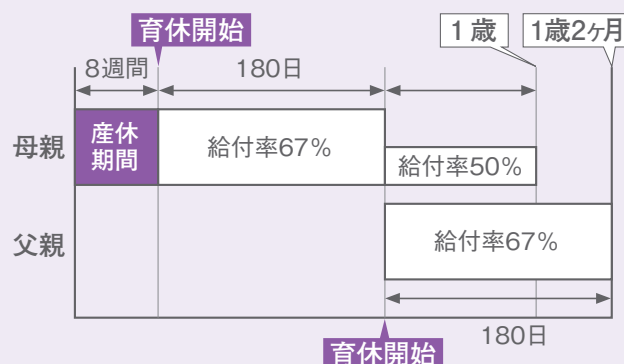 育休開始
1歳
1歳2ヶ月
8週間
180日
母親
産休
期間
給付率67%
給付率50%
父親
給付率67%
180日
育休開始